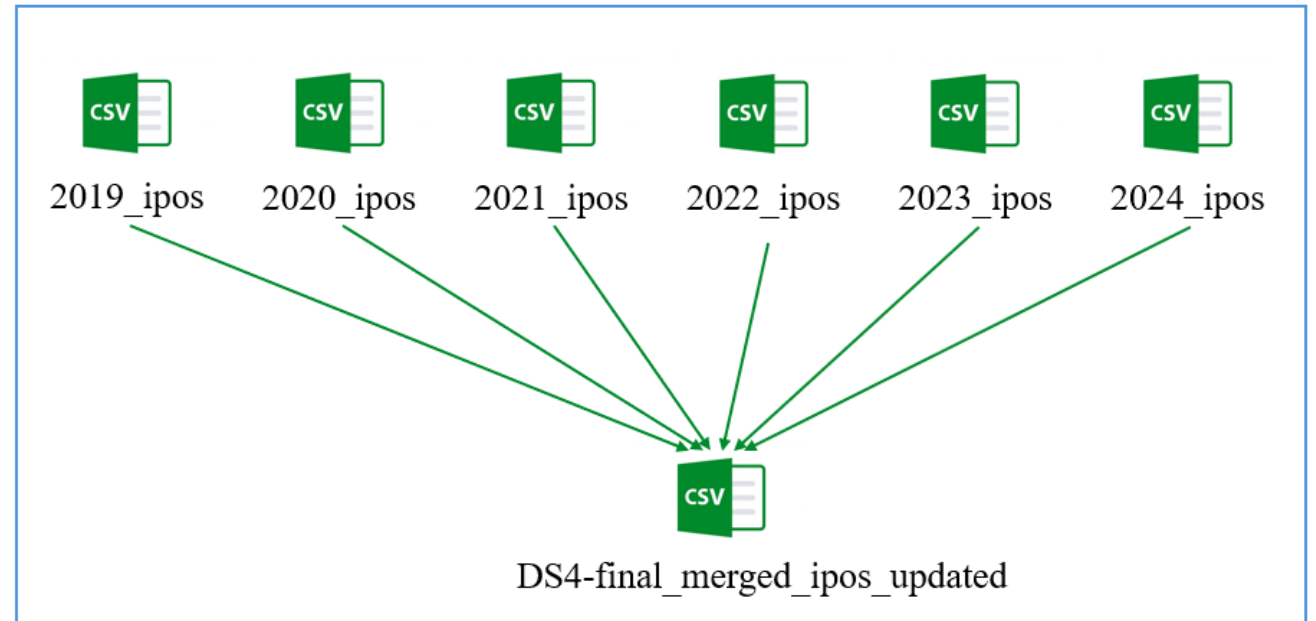 CSV CSV CSV CSV CSV CSV
2019_ipos 2020_ipos 2021_ipos 2022_ipos 2023_ipos 2024_ipos
CSV
DS4-final_merged_ipos_updated